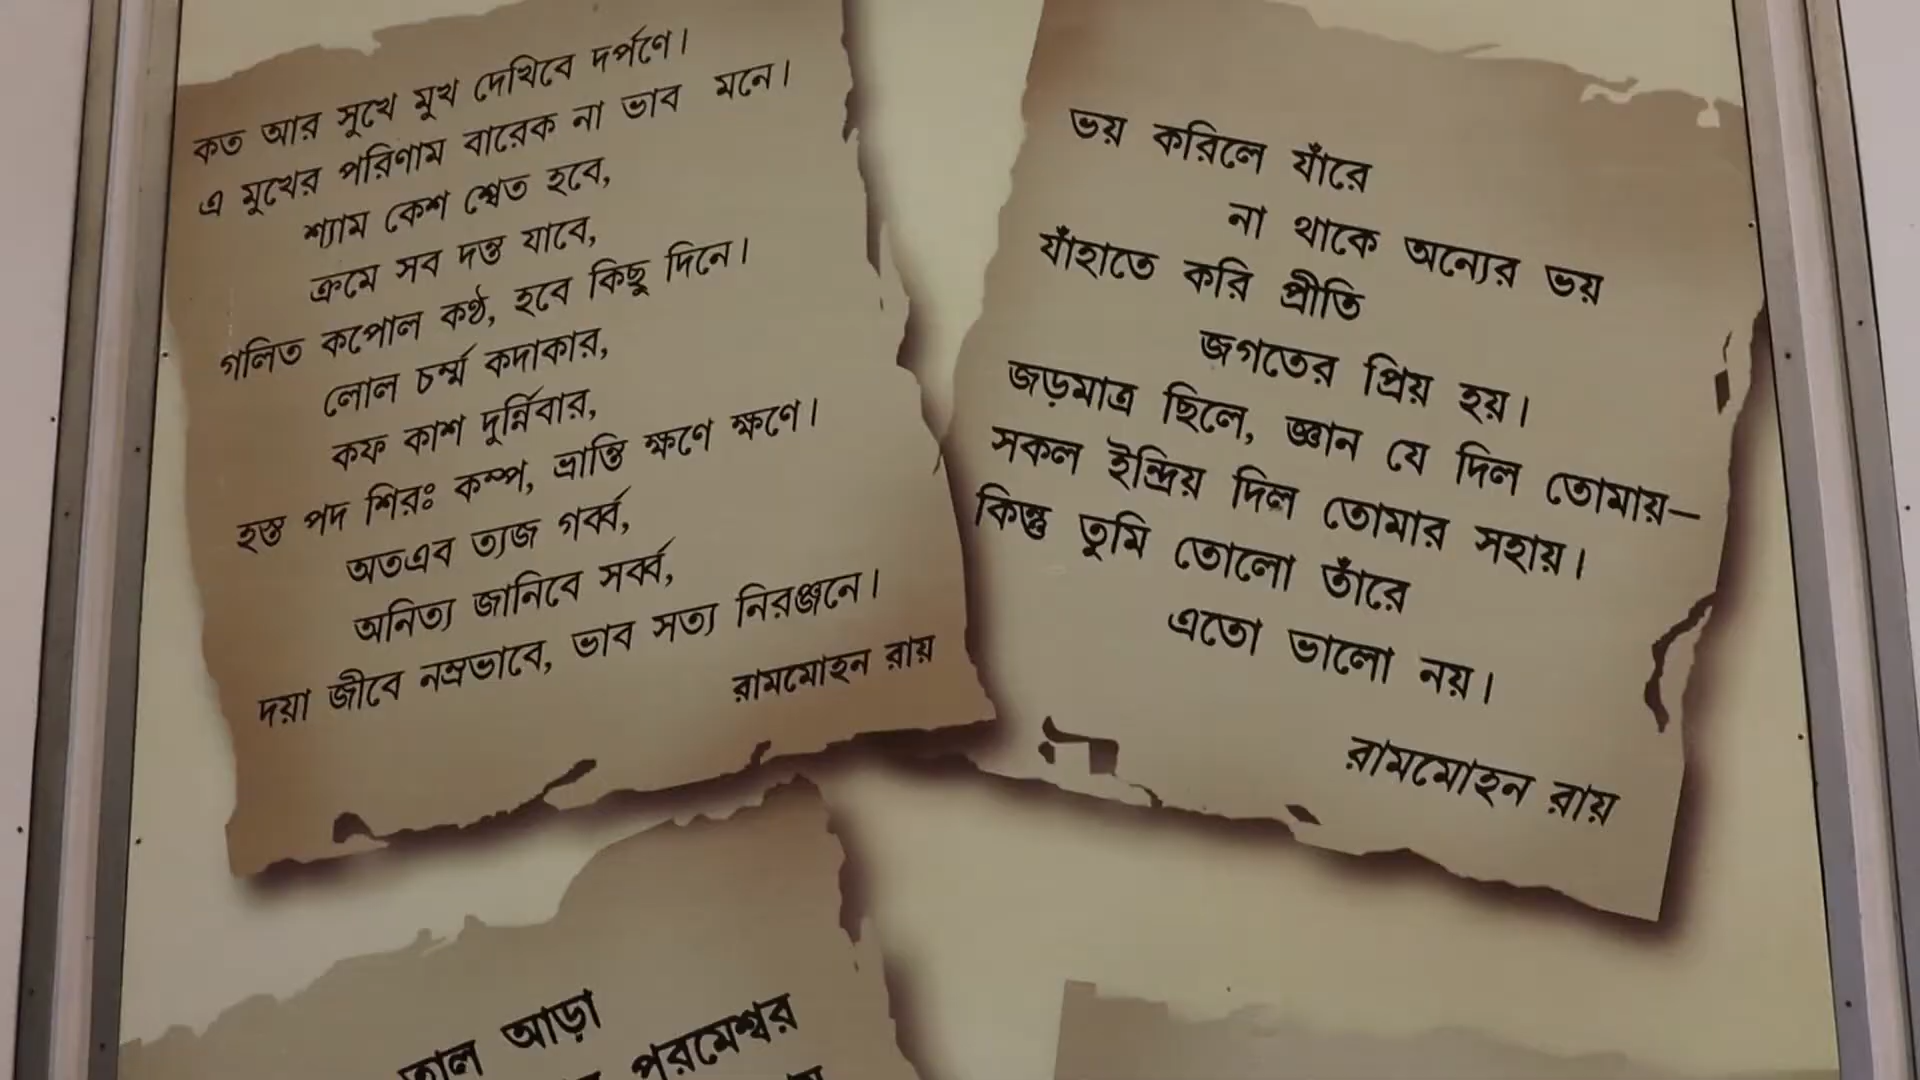 কত আর সুখে মুখ দেখিবে দর্পণে।
এ মুখের পরিণাম বারেক না ভাব মনে।
শ্যাম কেশ শ্বেত হবে,
ক্রমে সব দন্ত যাবে,
গলিত কপোল কণ্ঠ, হবে কিছু দিনে।
লোল চর্ম্ম কদাকার,
কফ কাশ দুর্ন্নিবার,
হস্ত পদ শিরঃ কম্প, ভ্রান্তি ক্ষণে ক্ষণে।
অতএব ত্যজ গর্ব্ব,
অনিত্য জানিবে সর্ব্ব,
দয়া জীবে নম্রভাবে, ভাব সত্য নিরঞ্জনে।
রামমোহন রায়
ভয় করিলে যাঁরে
না থাকে অন্যের ভয়
যাঁহাতে করি প্রীতি
জগতের প্রিয় হয়।
জড়মাত্র ছিলে, জ্ঞান যে দিল তোমায়—
সকল ইন্দ্রিয় দিল তোমার সহায়।
কিন্তু তুমি তোলো তাঁরে
এতো ভালো নয়।
রামমোহন রায়
তাল আড়া
পরমেশ্বর